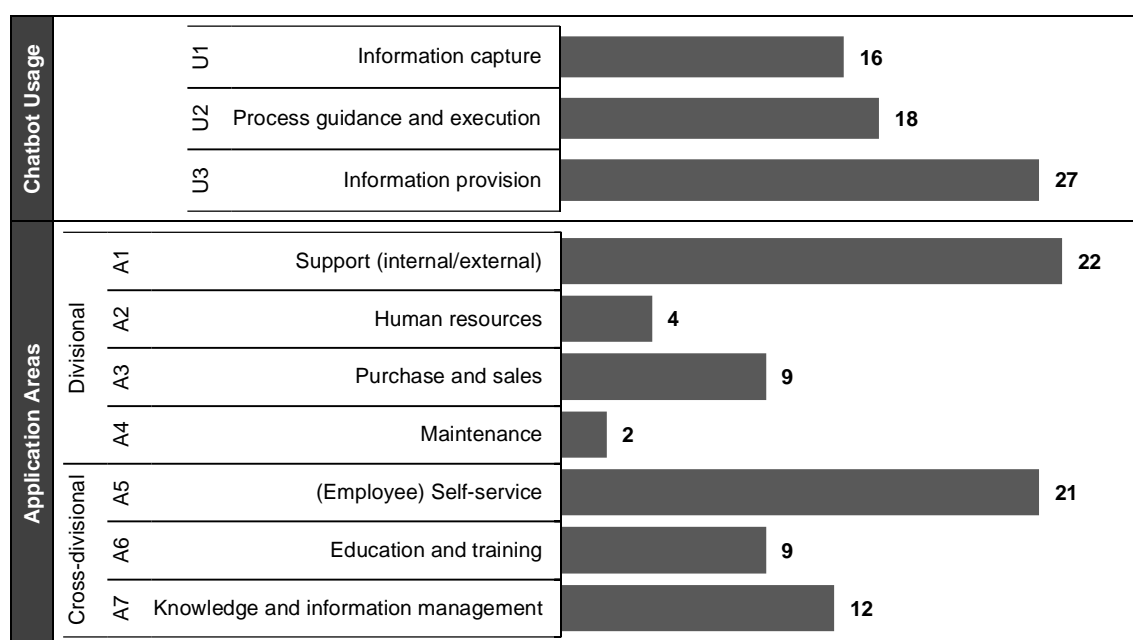 Chatbot Usage
U1 Information capture 16
U2 Process guidance and execution 18
U3 Information provision 27
Application Areas
Divisional
A1 Support (internal/external) 22
A2 Human resources 4
A3 Purchase and sales 9
A4 Maintenance 2
Cross-divisional
A5 (Employee) Self-service 21
A6 Education and training 9
A7 Knowledge and information management 12